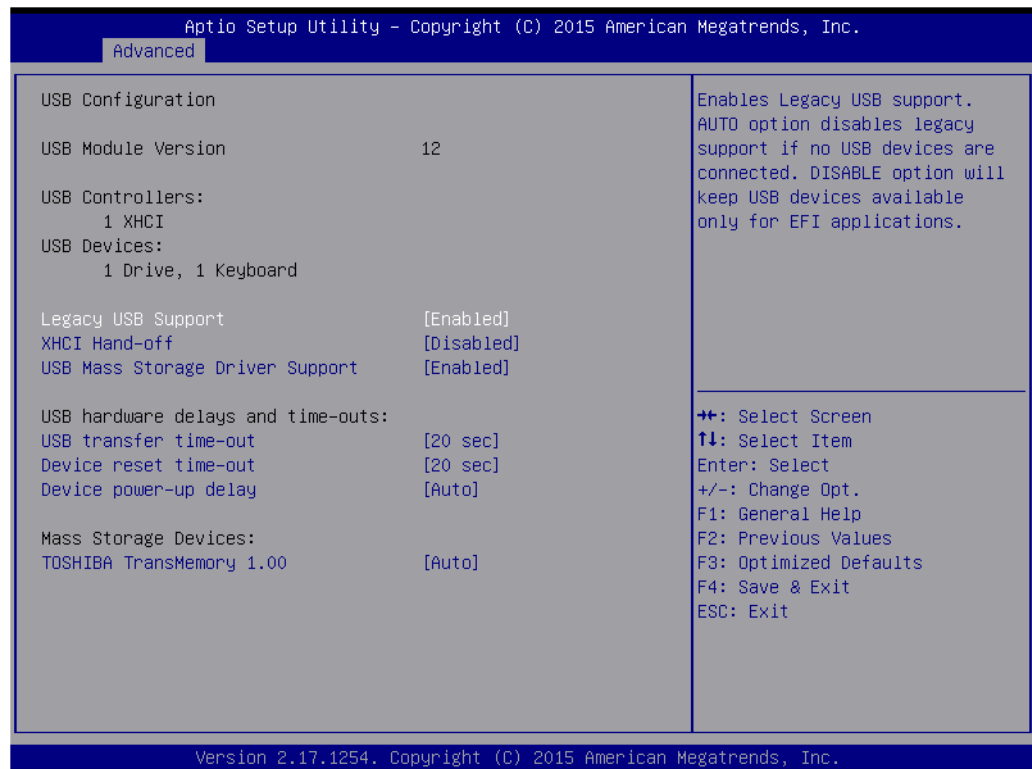 Aptio Setup Utility – Copyright (C) 2015 American Megatrends, Inc.
Advanced
USB Configuration
USB Module Version 12
USB Controllers:
1 XHCI
USB Devices:
1 Drive, 1 Keyboard
Legacy USB Support [Enabled]
XHCI Hand-off [Disabled]
USB Mass Storage Driver Support [Enabled]
USB hardware delays and time-outs:
USB transfer time-out [20 sec]
Device reset time-out [20 sec]
Device power-up delay [Auto]
Mass Storage Devices:
TOSHIBA TransMemory 1.00 [Auto]
Enables Legacy USB support.
AUTO option disables legacy
support if no USB devices are
connected. DISABLE option will
keep USB devices available
only for EFI applications.
→←: Select Screen
↑↓: Select Item
Enter: Select
+/-: Change Opt.
F1: General Help
F2: Previous Values
F3: Optimized Defaults
F4: Save & Exit
ESC: Exit
Version 2.17.1254. Copyright (C) 2015 American Megatrends, Inc.